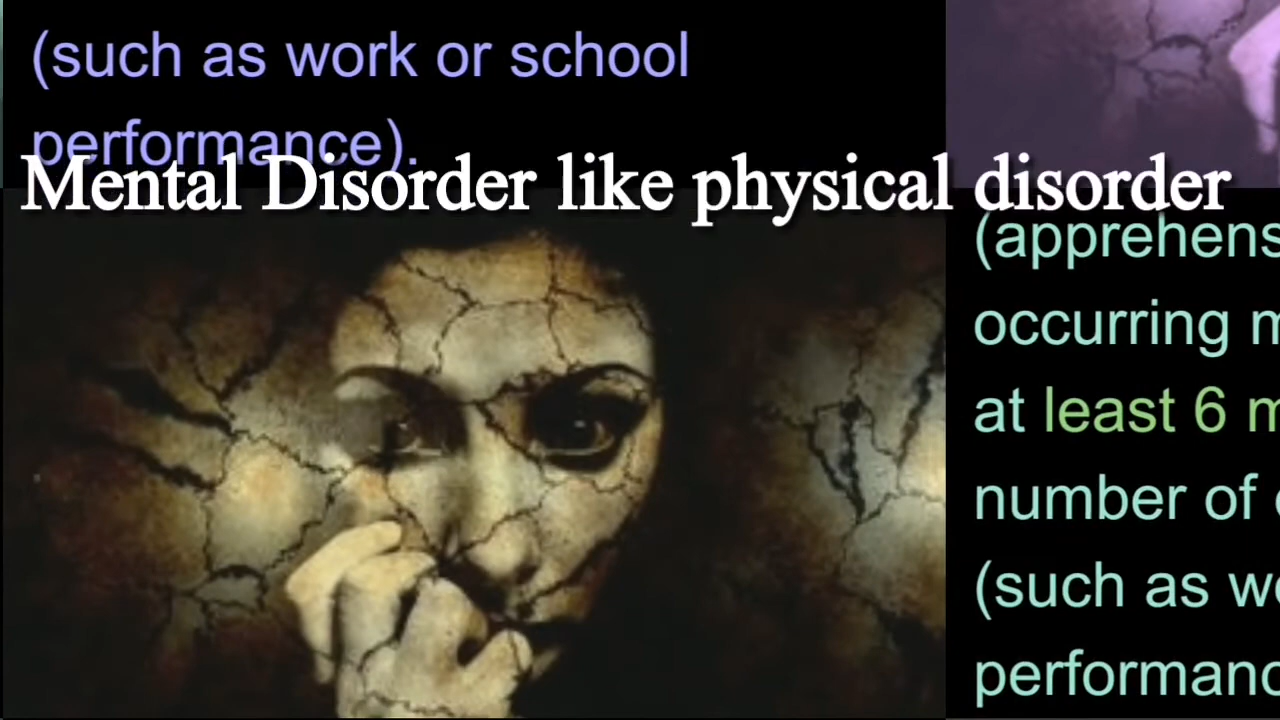 (such as work or school
performance).
Mental Disorder like physical disorder
(apprehens
occurring m
at least 6 m
number of
(such as wo
performanc